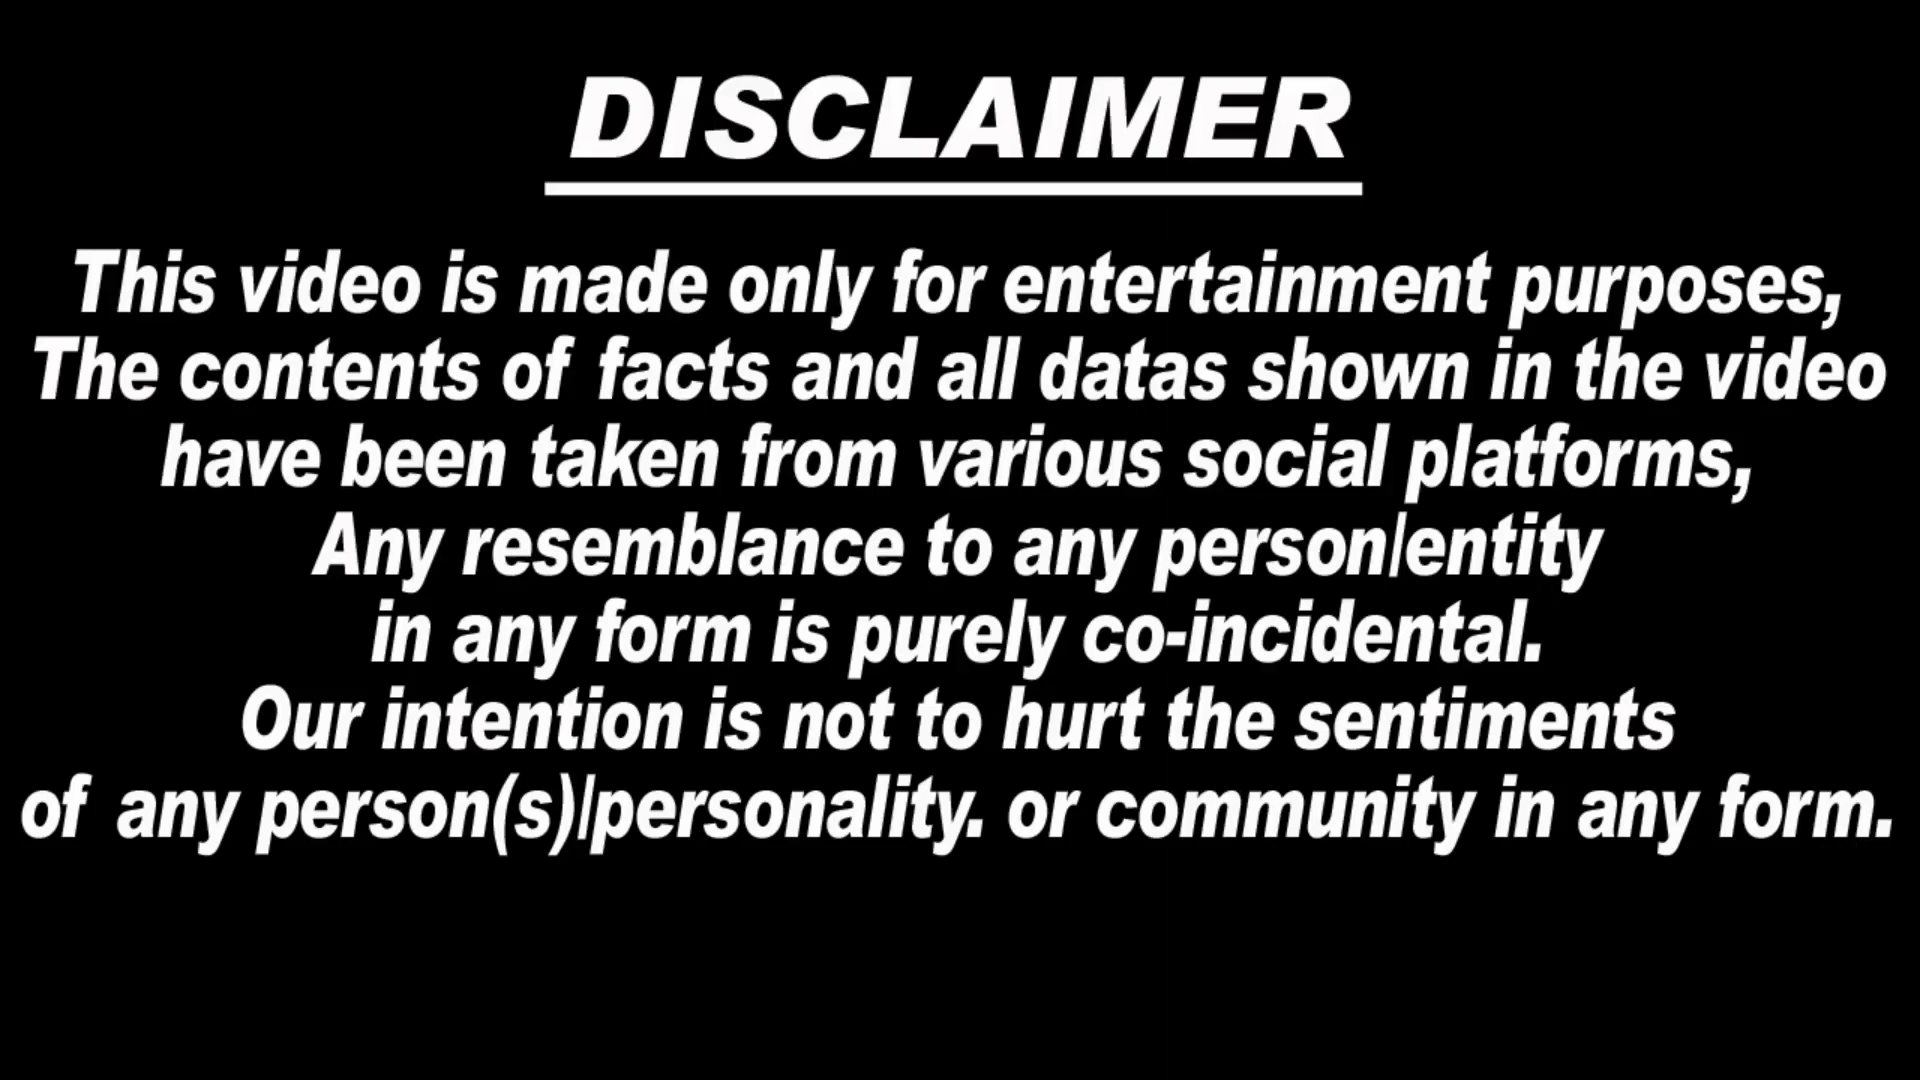 DISCLAIMER
This video is made only for entertainment purposes,
The contents of facts and all datas shown in the video
have been taken from various social platforms,
Any resemblance to any person/entity
in any form is purely co-incidental.
Our intention is not to hurt the sentiments
of any person(s)/personality. or community in any form.